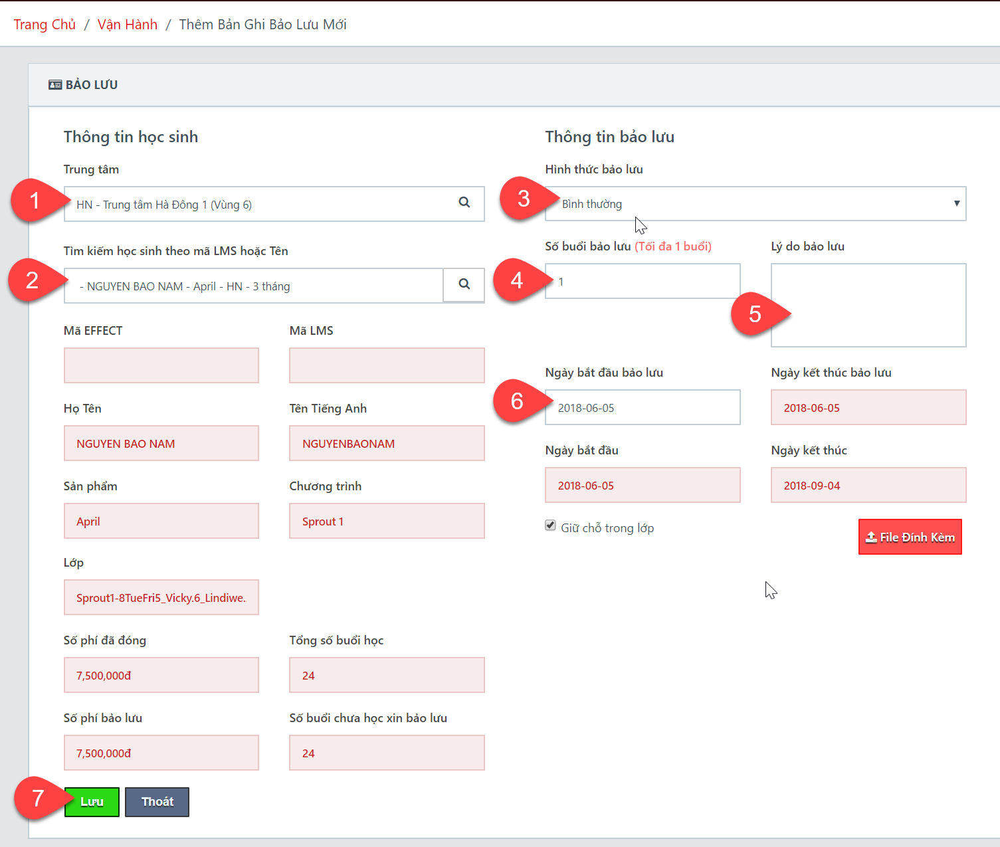 Trang Chủ / Vận Hành / Thêm Bản Ghi Bảo Lưu Mới
BẢO LƯU
Thông tin học sinh
Trung tâm
1
HN - Trung tâm Hà Đông 1 (Vùng 6)
Tìm kiếm học sinh theo mã LMS hoặc Tên
2
- NGUYEN BAO NAM - April - HN - 3 tháng
Mã EFFECT
Mã LMS
Họ Tên
Tên Tiếng Anh
NGUYEN BAO NAM
NGUYENBAONAM
Sản phẩm
Chương trình
April
Sprout 1
Lớp
Sprout1-8TueFri5_Vicky.6_Lindiwe.
Số phí đã đóng
Tổng số buổi học
7,500,000đ
24
Số phí bảo lưu
Số buổi chưa học xin bảo lưu
7,500,000đ
24
7
Lưu
Thoát
Thông tin bảo lưu
Hình thức bảo lưu
3
Bình thường
Số buổi bảo lưu (Tối đa 1 buổi)
Lý do bảo lưu
4
1
5
Ngày bắt đầu bảo lưu
Ngày kết thúc bảo lưu
6
2018-06-05
2018-06-05
Ngày bắt đầu
Ngày kết thúc
2018-06-05
2018-09-04
Giữ chỗ trong lớp
File Đính Kèm